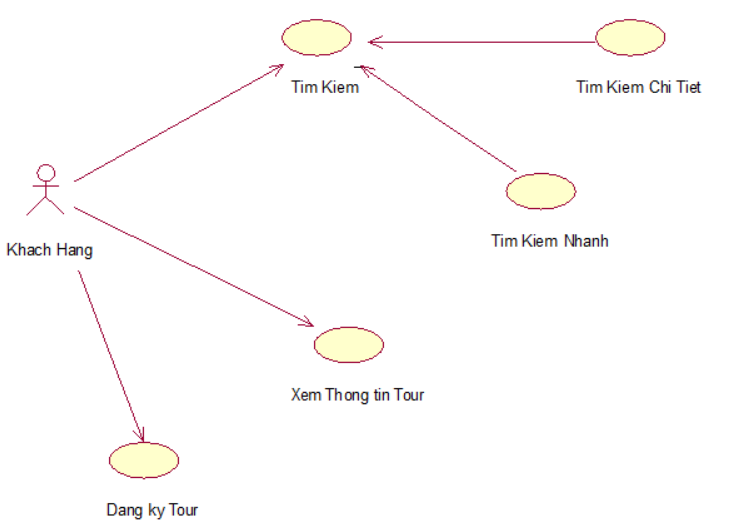 Tim Kiem
Tim Kiem Chi Tiet
Tim Kiem Nhanh
Khach Hang
Xem Thong tin Tour
Dang ky Tour